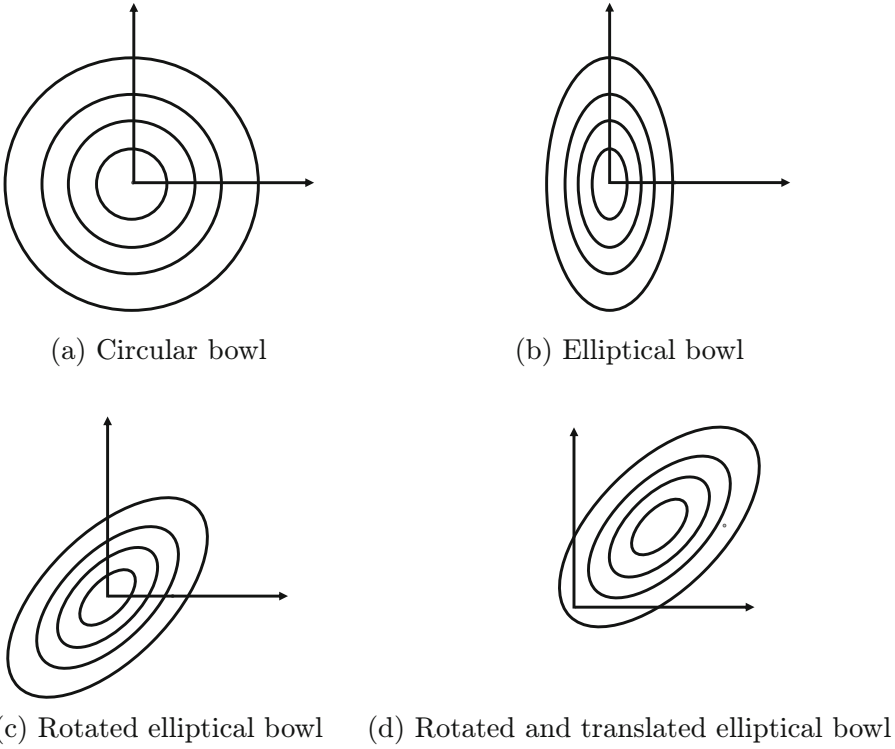 (a) Circular bowl
(b) Elliptical bowl
(c) Rotated elliptical bowl
(d) Rotated and translated elliptical bowl